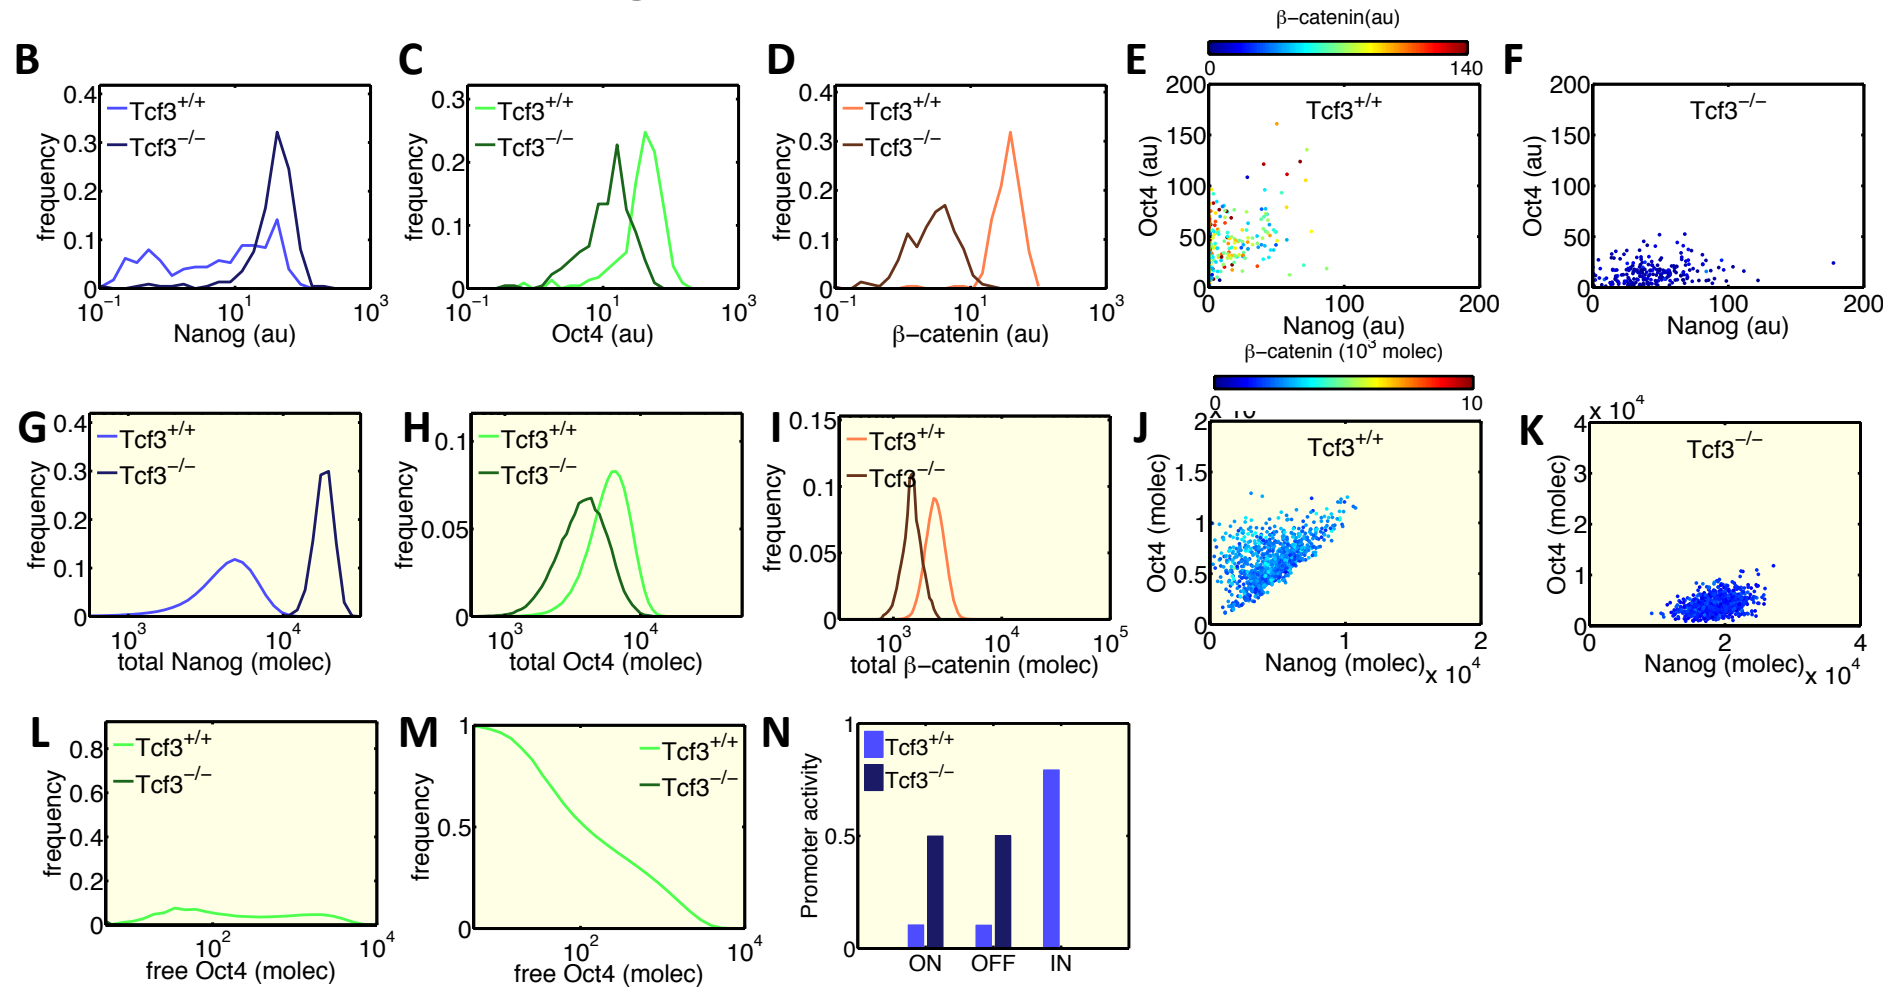 B
0.4
0.3
0.2
0.1
0
frequency
Tcf3+/+
Tcf3−/−
10−1
101
103
Nanog (au)
C
0.3
0.2
0.1
0
frequency
Tcf3+/+
Tcf3−/−
10−1
101
103
Oct4 (au)
D
0.4
0.3
0.2
0.1
0
frequency
Tcf3+/+
Tcf3−/−
10−1
101
103
β−catenin (au)
β−catenin(au)
0
140
E
200
150
100
50
0
Oct4 (au)
Tcf3+/+
0
100
200
Nanog (au)
F
200
150
100
50
0
Oct4 (au)
Tcf3−/−
0
100
200
Nanog (au)
G
0.4
0.3
0.2
0.1
0
frequency
Tcf3+/+
Tcf3−/−
103
104
total Nanog (molec)
H
0.1
0.05
0
frequency
Tcf3+/+
Tcf3−/−
103
104
total Oct4 (molec)
I
0.15
0.1
0.05
0
frequency
Tcf3+/+
Tcf3−/−
103
104
105
total β−catenin (molec)
β−catenin (103 molec)
0
10
J
2
1.5
1
0.5
0
Oct4 (molec)
Tcf3+/+
0
1
2
Nanog (molec)
x 104
K
x 104
4
3
2
1
0
Oct4 (molec)
Tcf3−/−
0
2
4
Nanog (molec)
x 104
L
0.8
0.6
0.4
0.2
0
frequency
Tcf3+/+
Tcf3−/−
102
104
free Oct4 (molec)
M
1
0.5
0
frequency
Tcf3+/+
Tcf3−/−
102
104
free Oct4 (molec)
N
1
0.5
0
Promoter activity
Tcf3+/+
Tcf3−/−
ON
OFF
IN